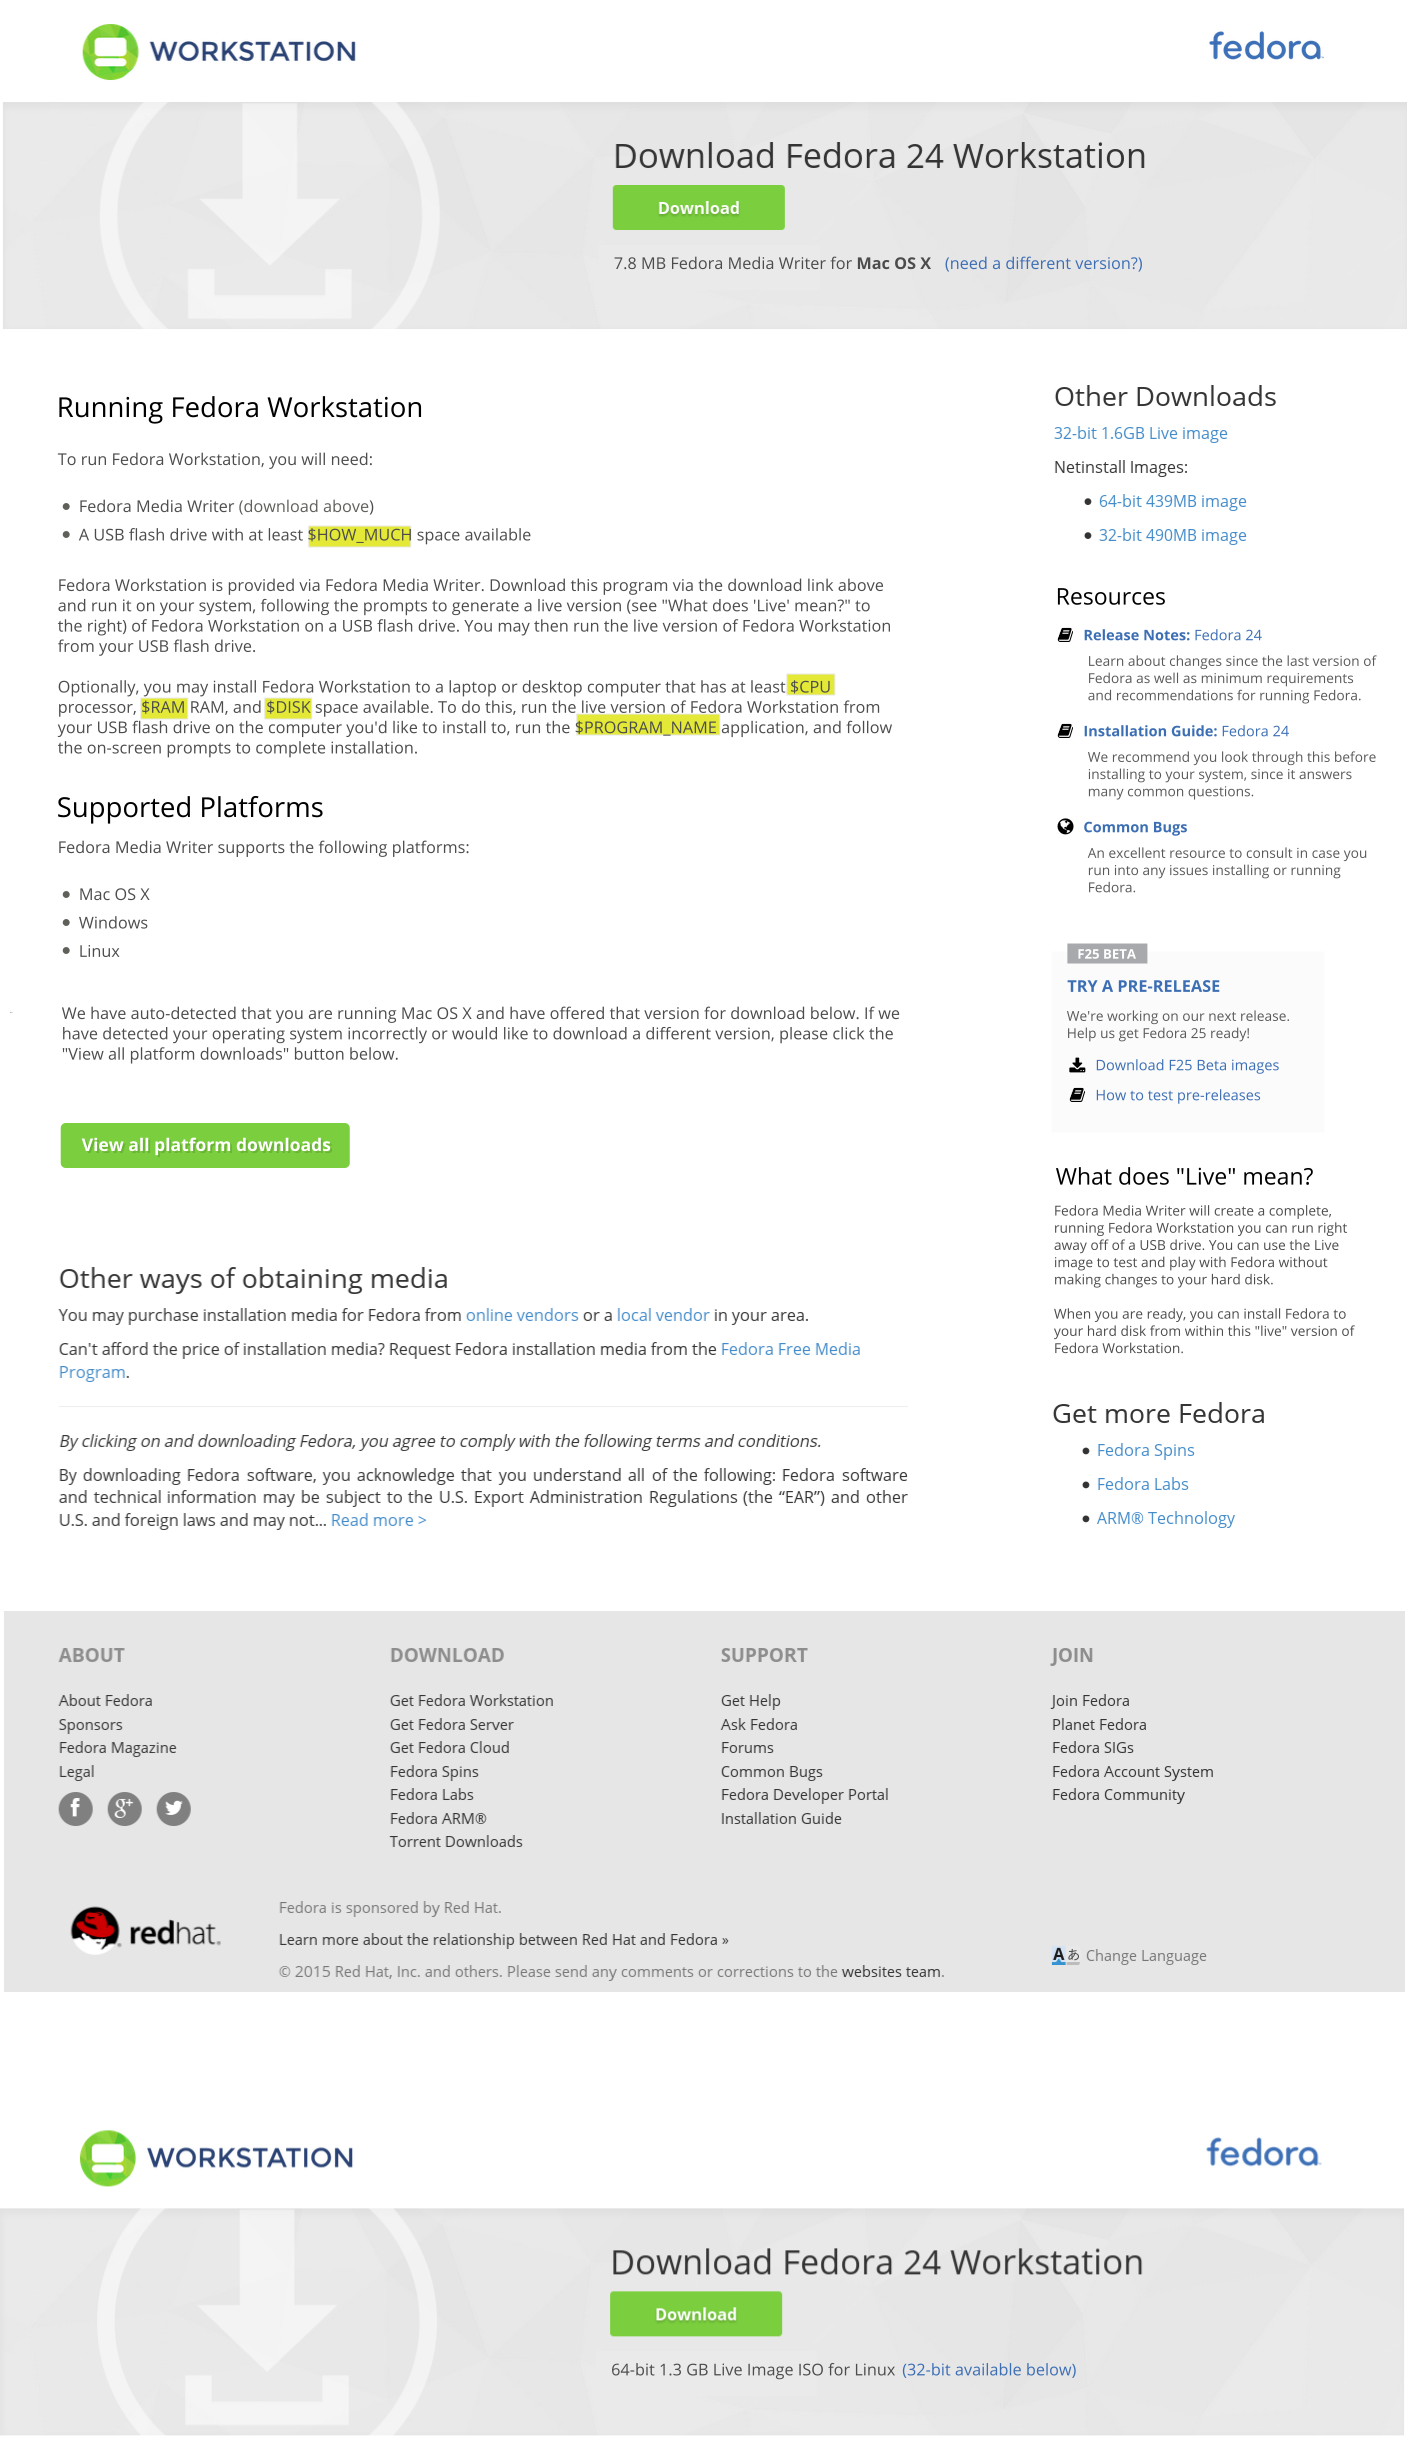 WORKSTATION
fedora
Download Fedora 24 Workstation
Download
7.8 MB Fedora Media Writer for Mac OS X (need a different version?)
Running Fedora Workstation
To run Fedora Workstation, you will need:
• Fedora Media Writer (download above)
• A USB flash drive with at least $HOW_MUCH space available
Fedora Workstation is provided via Fedora Media Writer. Download this program via the download link above
and run it on your system, following the prompts to generate a live version (see "What does 'Live' mean?" to
the right) of Fedora Workstation on a USB flash drive. You may then run the live version of Fedora Workstation
from your USB flash drive.
Optionally, you may install Fedora Workstation to a laptop or desktop computer that has at least $CPU
processor, $RAM RAM, and $DISK space available. To do this, run the live version of Fedora Workstation from
your USB flash drive on the computer you'd like to install to, run the $PROGRAM_NAME application, and follow
the on-screen prompts to complete installation.
Supported Platforms
Fedora Media Writer supports the following platforms:
• Mac OS X
• Windows
• Linux
We have auto-detected that you are running Mac OS X and have offered that version for download below. If we
have detected your operating system incorrectly or would like to download a different version, please click the
"View all platform downloads" button below.
View all platform downloads
Other ways of obtaining media
You may purchase installation media for Fedora from online vendors or a local vendor in your area.
Can't afford the price of installation media? Request Fedora installation media from the Fedora Free Media
Program.
By clicking on and downloading Fedora, you agree to comply with the following terms and conditions.
By downloading Fedora software, you acknowledge that you understand all of the following: Fedora software
and technical information may be subject to the U.S. Export Administration Regulations (the “EAR”) and other
U.S. and foreign laws and may not... Read more >
Other Downloads
32-bit 1.6GB Live image
Netinstall Images:
• 64-bit 439MB image
• 32-bit 490MB image
Resources
Release Notes: Fedora 24
Learn about changes since the last version of
Fedora as well as minimum requirements
and recommendations for running Fedora.
Installation Guide: Fedora 24
We recommend you look through this before
installing to your system, since it answers
many common questions.
Common Bugs
An excellent resource to consult in case you
run into any issues installing or running
Fedora.
F25 BETA
TRY A PRE-RELEASE
We're working on our next release.
Help us get Fedora 25 ready!
Download F25 Beta images
How to test pre-releases
What does "Live" mean?
Fedora Media Writer will create a complete,
running Fedora Workstation you can run right
away off of a USB drive. You can use the Live
image to test and play with Fedora without
making changes to your hard disk.
When you are ready, you can install Fedora to
your hard disk from within this "live" version of
Fedora Workstation.
Get more Fedora
• Fedora Spins
• Fedora Labs
• ARM® Technology
ABOUT
About Fedora
Sponsors
Fedora Magazine
Legal
f g+
DOWNLOAD
Get Fedora Workstation
Get Fedora Server
Get Fedora Cloud
Fedora Spins
Fedora Labs
Fedora ARM®
Torrent Downloads
SUPPORT
Get Help
Ask Fedora
Forums
Common Bugs
Fedora Developer Portal
Installation Guide
JOIN
Join Fedora
Planet Fedora
Fedora SIGs
Fedora Account System
Fedora Community
redhat.
Fedora is sponsored by Red Hat.
Learn more about the relationship between Red Hat and Fedora »
© 2015 Red Hat, Inc. and others. Please send any comments or corrections to the websites team.
Aあ Change Language
WORKSTATION
fedora
Download Fedora 24 Workstation
Download
64-bit 1.3 GB Live Image ISO for Linux (32-bit available below)